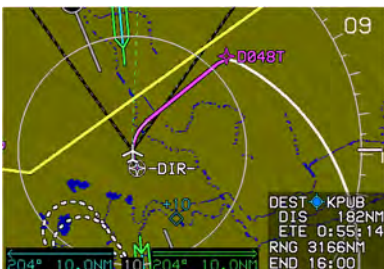 09
D048T
-DIR-
+10
DEST KPUB
DIS 182NM
ETE 0:55:14
RNG 3166NM
END 16:00
204° 10.0NM 10 204° 10.0NM
M